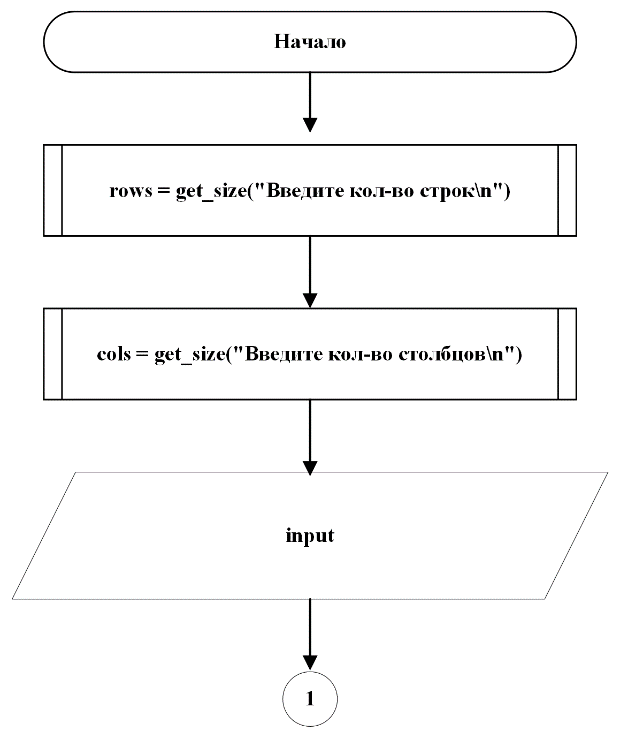 Начало
rows = get_size("Введите кол-во строк\n")
cols = get_size("Введите кол-во столбцов\n")
input
1